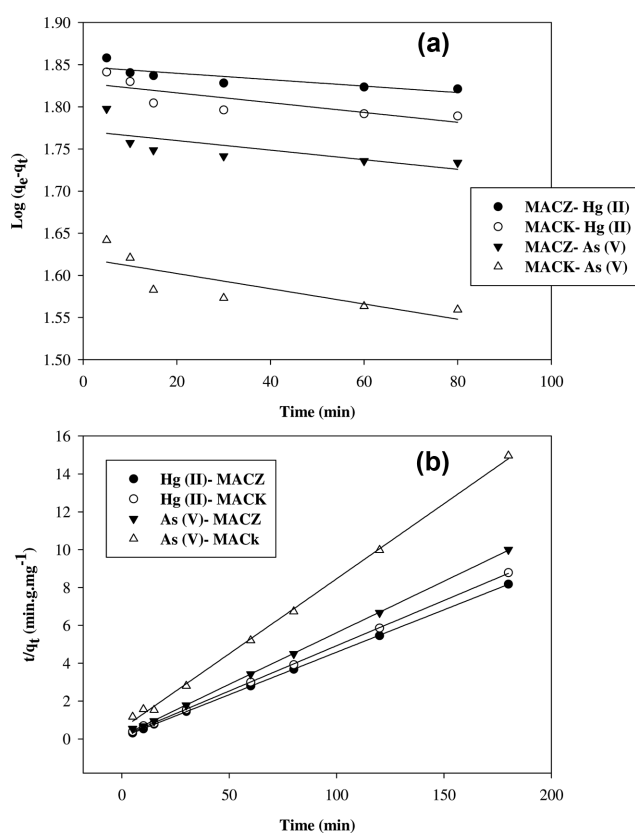 (a)
1.90
1.85
1.80
1.75
1.70
1.65
1.60
1.55
1.50
Log (qe-qt)
0
20
40
60
80
100
Time (min)
MACZ- Hg (II)
MACK- Hg (II)
MACZ- As (V)
MACK- As (V)
(b)
16
14
12
10
8
6
4
2
0
t/qt (min.g.mg-1)
Hg (II)- MACZ
Hg (II)- MACK
As (V)- MACZ
As (V)- MACk
0
50
100
150
200
Time (min)